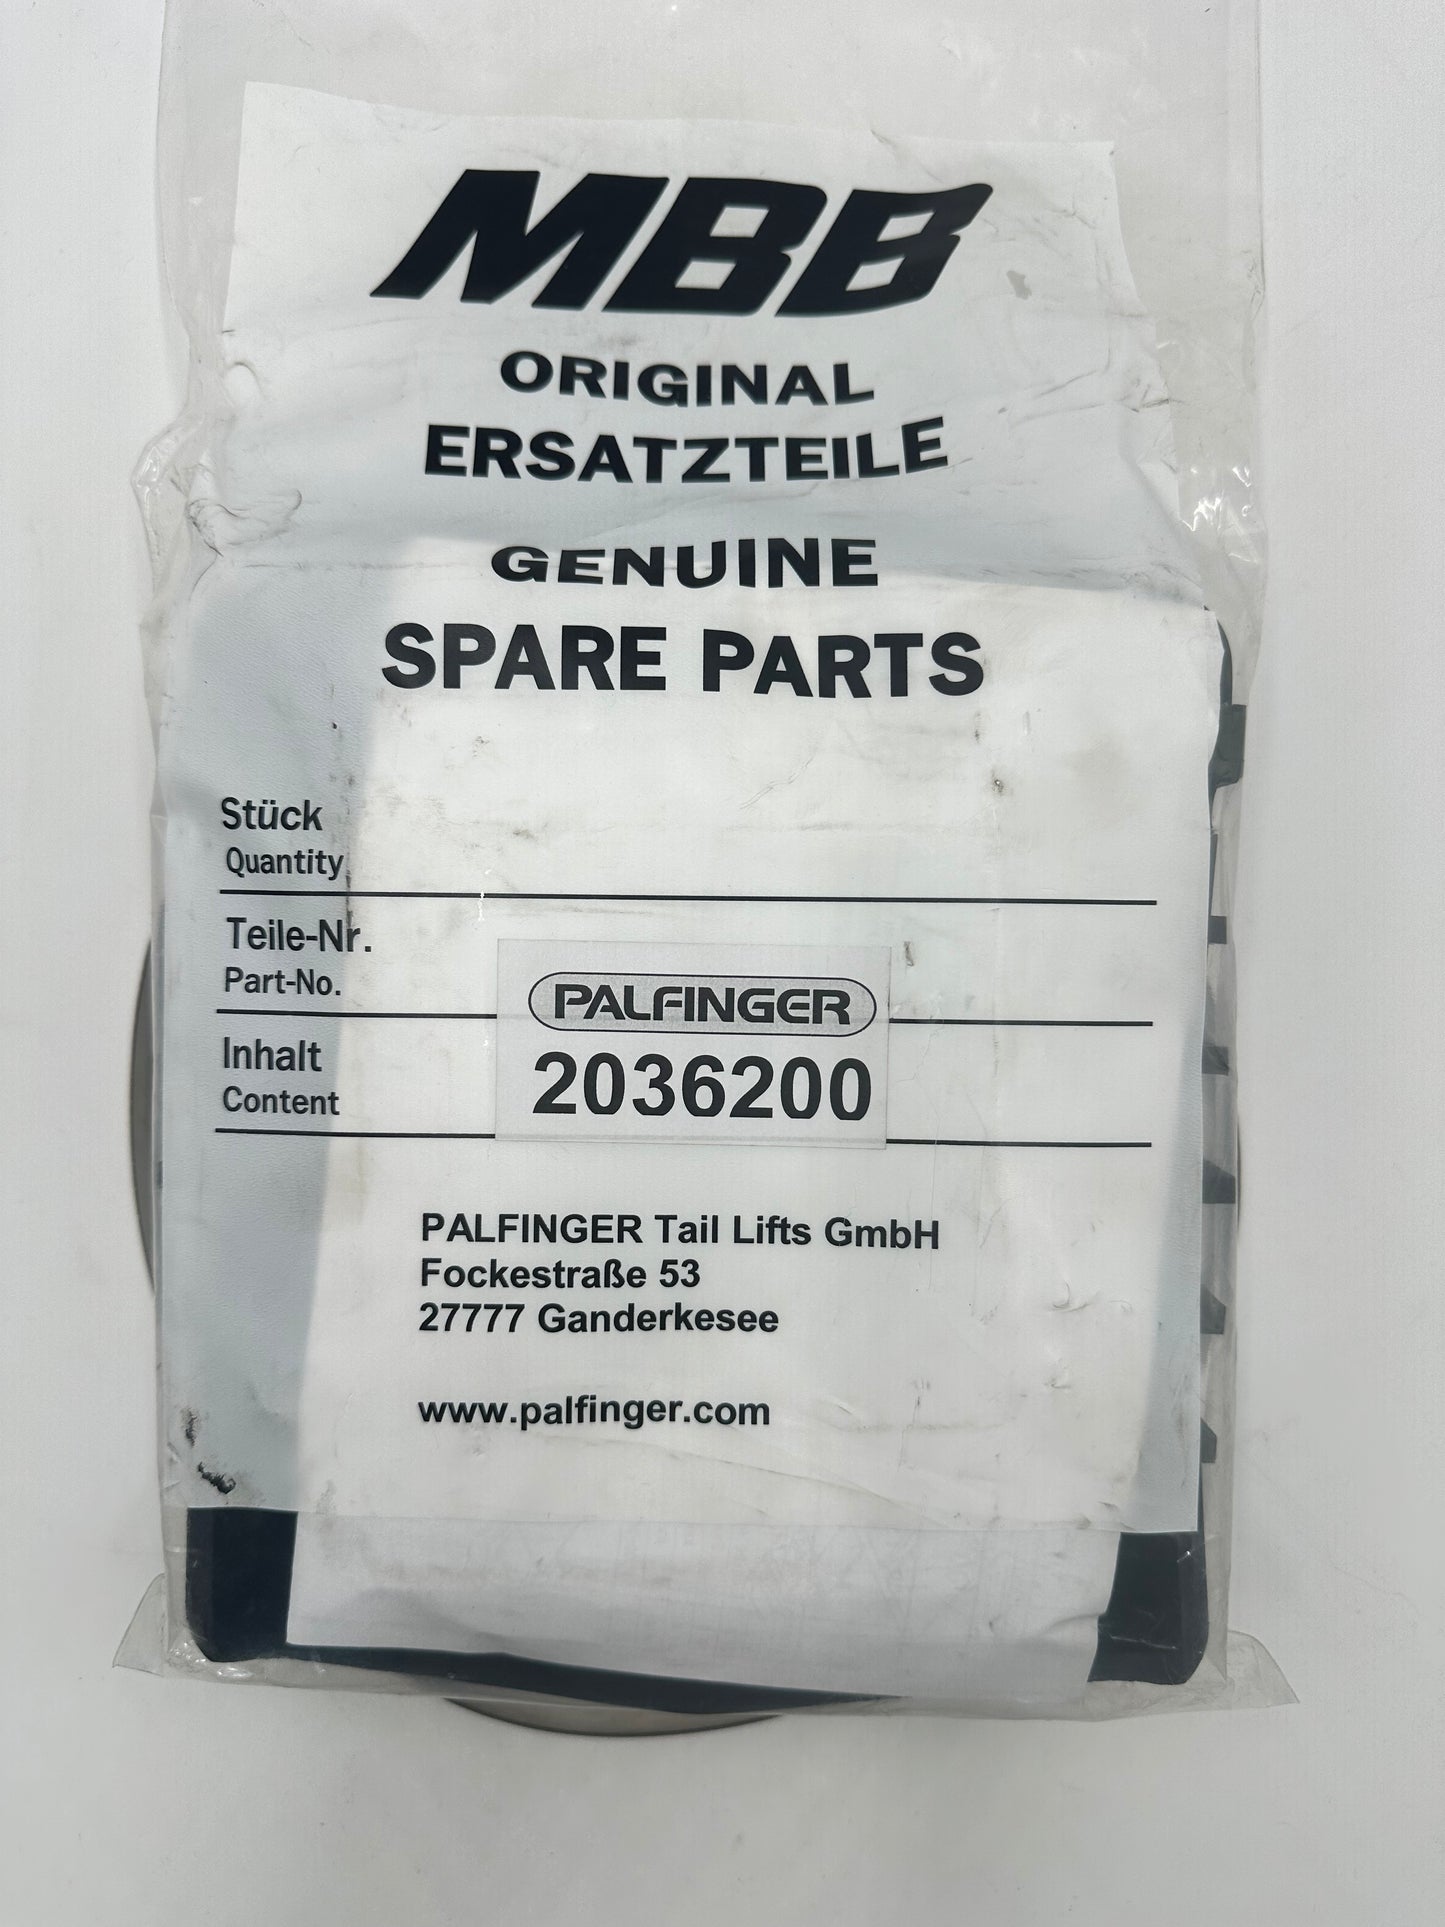 MBB
ORIGINAL
ERSATZTEILE
GENUINE
SPARE PARTS
Stück
Quantity
Teile-Nr.
Part-No.
PALFINGER
2036200
Inhalt
Content
PALFINGER Tail Lifts GmbH
Fockestraße 53
27777 Ganderkesee
www.palfinger.com